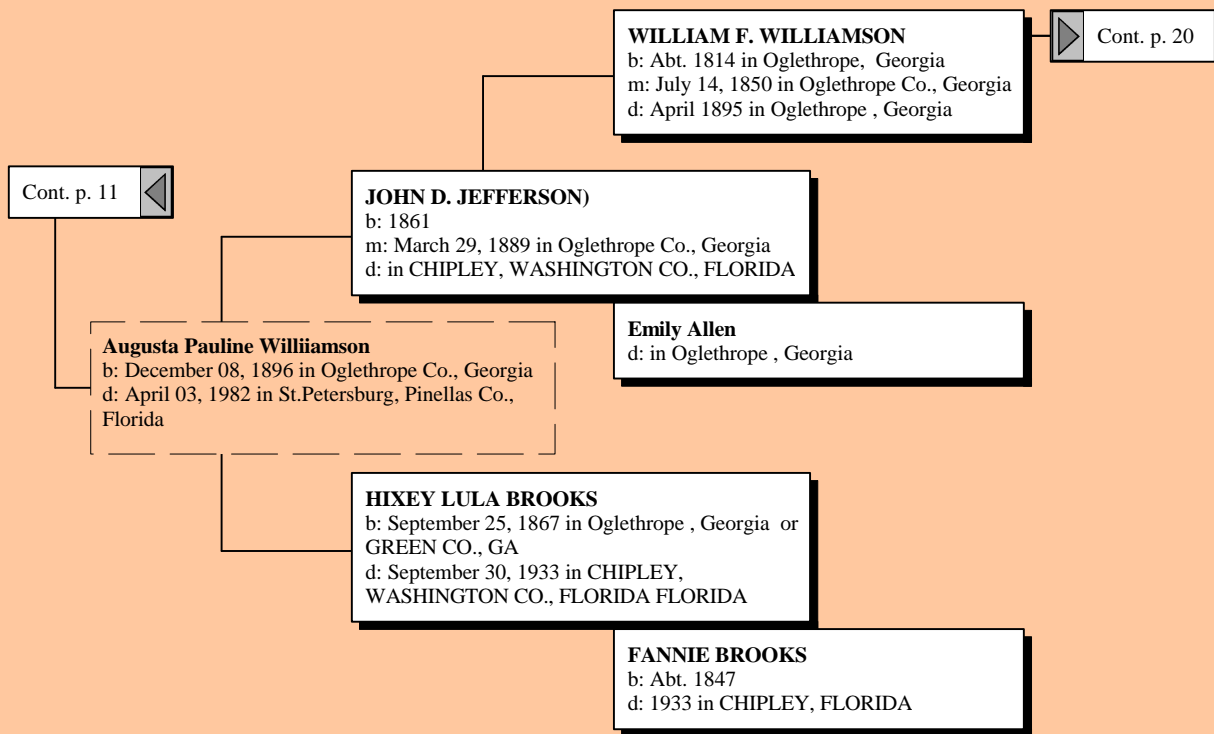 WILLIAM F. WILLIAMSON
b: Abt. 1814 in Oglethrope, Georgia
m: July 14, 1850 in Oglethrope Co., Georgia
d: April 1895 in Oglethrope , Georgia
Cont. p. 20
Cont. p. 11
JOHN D. JEFFERSON)
b: 1861
m: March 29, 1889 in Oglethrope Co., Georgia
d: in CHIPLEY, WASHINGTON CO., FLORIDA
Emily Allen
d: in Oglethrope , Georgia
Augusta Pauline Williiamson
b: December 08, 1896 in Oglethrope Co., Georgia
d: April 03, 1982 in St.Petersburg, Pinellas Co.,
Florida
HIXEY LULA BROOKS
b: September 25, 1867 in Oglethrope , Georgia or
GREEN CO., GA
d: September 30, 1933 in CHIPLEY,
WASHINGTON CO., FLORIDA FLORIDA
FANNIE BROOKS
b: Abt. 1847
d: 1933 in CHIPLEY, FLORIDA